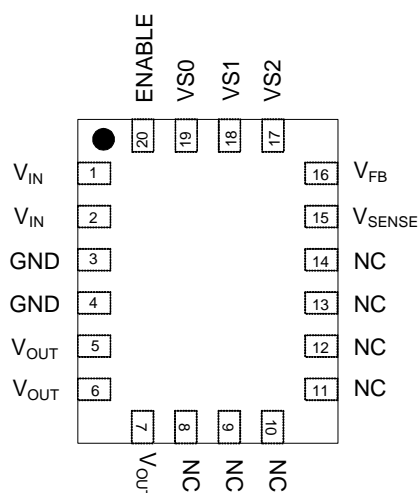 ENABLE VS0 VS1 VS2
20 19 18 17
VIN 1 16 VFB
VIN 2 15 VSENSE
GND 3 14 NC
GND 4 13 NC
VOUT 5 12 NC
VOUT 6 11 NC
7 8 9 10
VOUT NC NC NC